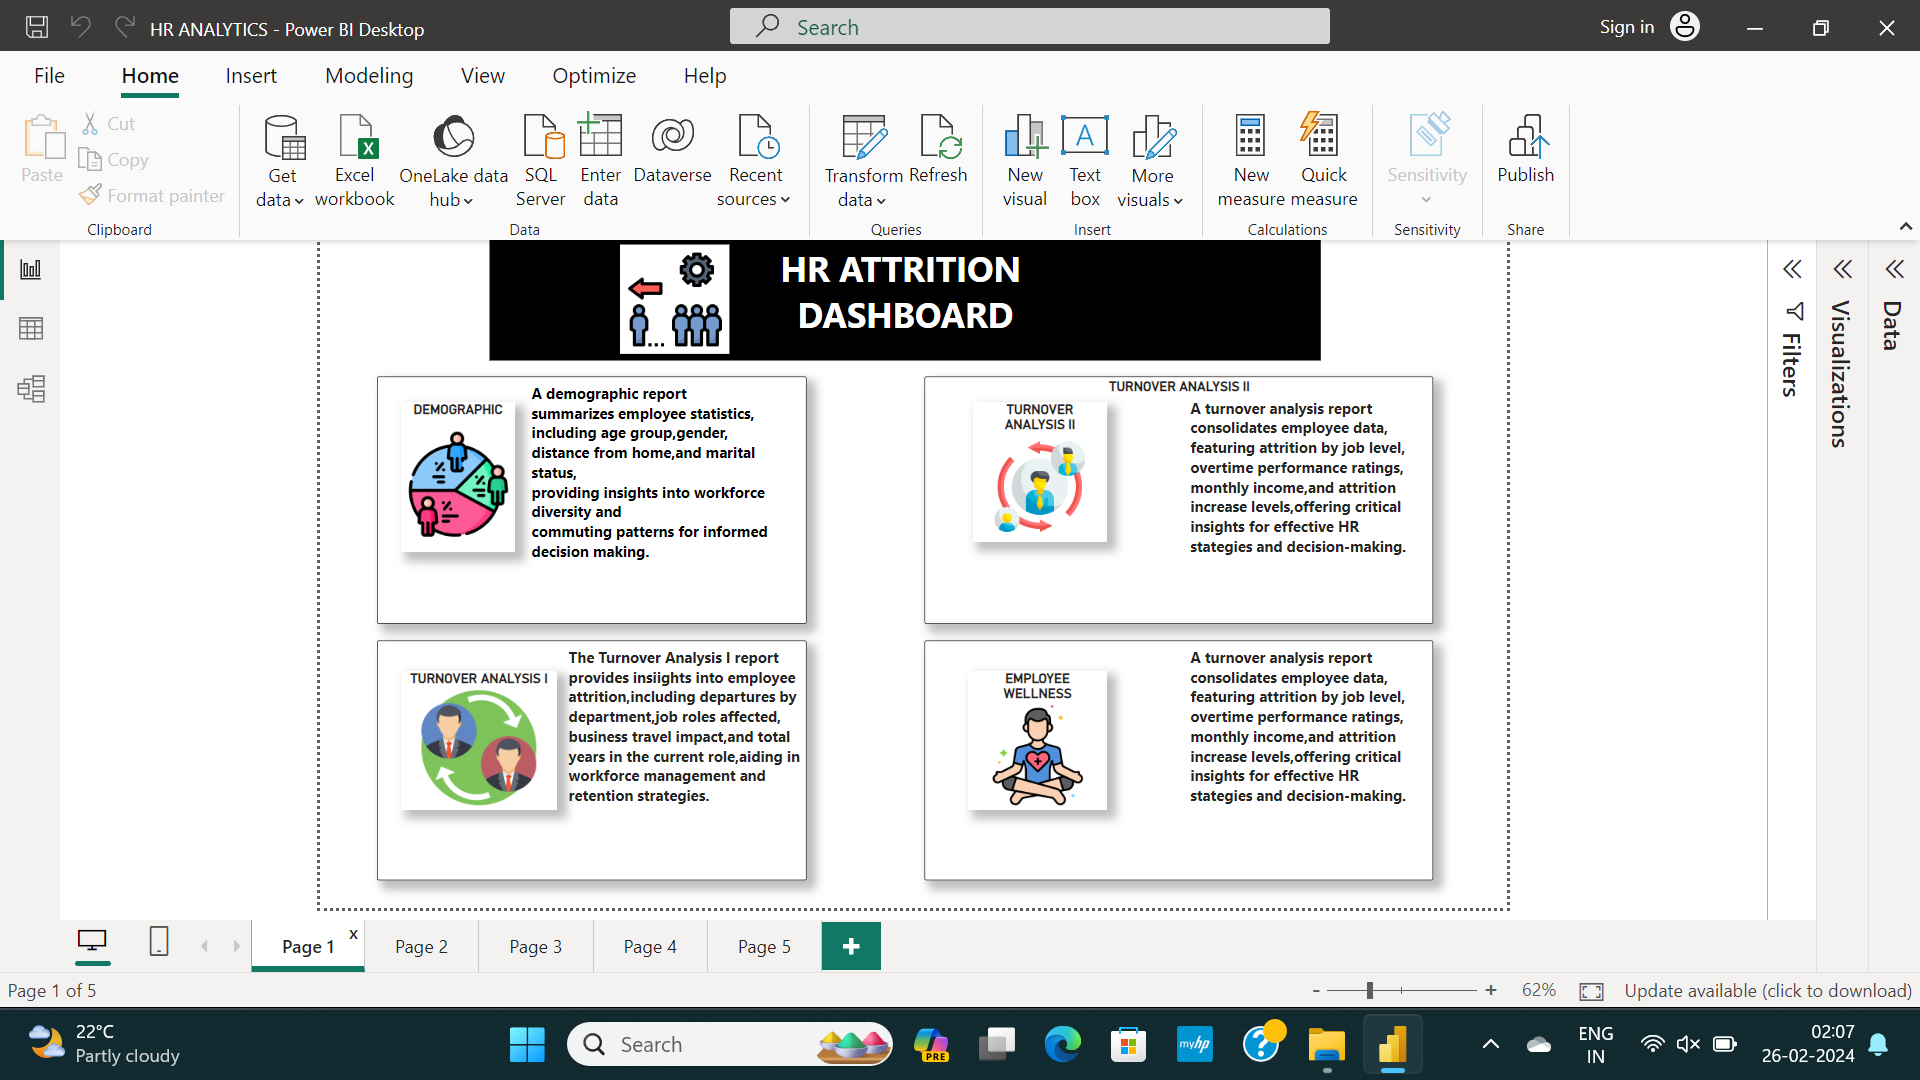 HR ANALYTICS - Power BI Desktop
Search
Sign in
File
Home
Insert
Modeling
View
Optimize
Help
Paste
Cut
Copy
Format painter
Clipboard
Get
data
Excel
workbook
OneLake data
hub
SQL
Server
Enter
data
Dataverse
Recent
sources
Data
Transform
data
Refresh
Queries
New
visual
A
Text
box
More
visuals
Insert
New
measure
Quick
measure
Calculations
Sensitivity
Sensitivity
Publish
Share
HR ATTRITION
DASHBOARD
DEMOGRAPHIC
A demographic report
summarizes employee statistics,
including age group,gender,
distance from home,and marital
status,
providing insights into workforce
diversity and
commuting patterns for informed
decision making.
TURNOVER ANALYSIS II
TURNOVER
ANALYSIS II
A turnover analysis report
consolidates employee data,
featuring attrition by job level,
overtime performance ratings,
monthly income,and attrition
increase levels,offering critical
insights for effective HR
stategies and decision-making.
TURNOVER ANALYSIS I
The Turnover Analysis I report
provides insiights into employee
attrition,including departures by
department,job roles affected,
business travel impact,and total
years in the current role,aiding in
workforce management and
retention strategies.
EMPLOYEE
WELLNESS
A turnover analysis report
consolidates employee data,
featuring attrition by job level,
overtime performance ratings,
monthly income,and attrition
increase levels,offering critical
insights for effective HR
stategies and decision-making.
Filters
Visualizations
Data
Page 1
x
Page 2
Page 3
Page 4
Page 5
+
Page 1 of 5
- + 62%
Update available (click to download)
22°C
Partly cloudy
Search
PRE
myhp
?
ENG
IN
02:07
26-02-2024